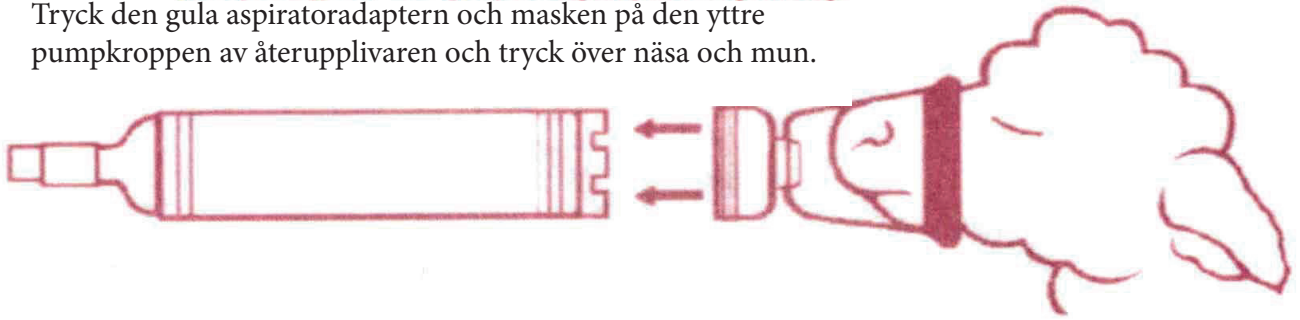 Tryck den gula aspiratoradaptern och masken på den yttre
pumpkroppen av återupplivaren och tryck över näsa och mun.